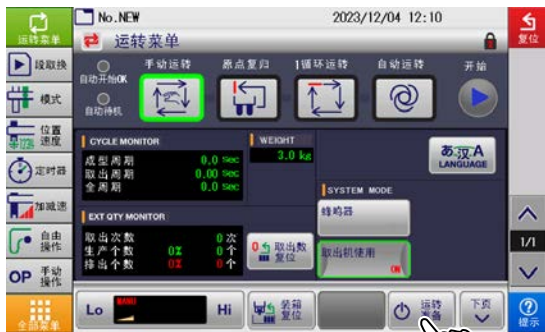 No.NEW 2023/12/04 12:10
运转菜单
复位
运转菜单
段取换
模式
位置
速度
定时器
加减速
自由
操作
OP 手动
操作
全部菜单
手动运转 原点复归 1循环运转 自动运转 开始
自动开始OK
自动待机
CYCLE MONITOR
成型周期 0.0 Sec
取出周期 0.00 Sec
全周期 0.0 Sec
WEIGHT
3.0 kg
あ汉A
LANGUAGE
EXT QTY MONITOR
取出次数 0次
生产个数 0% 0个
排出个数 0% 0个
取出数
复位
SYSTEM MODE
蜂鸣器
取出机使用
ON
1/1
Lo Hi
装箱
复位
运转
准备
下页
提示